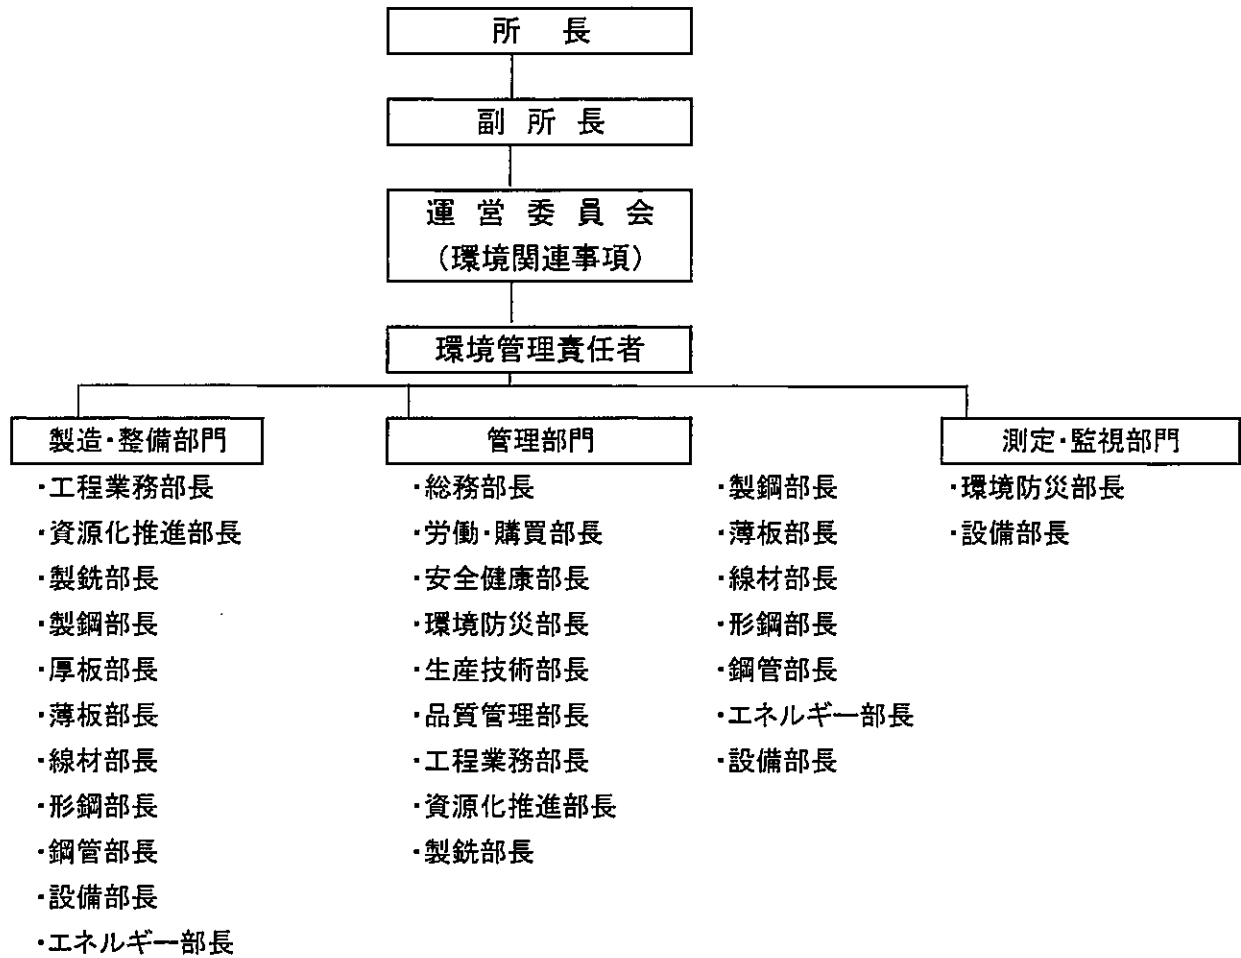 所 長
副 所 長
運 営 委 員 会
(環境関連事項)
環境管理責任者
製造・整備部門
・工程業務部長
・資源化推進部長
・製銑部長
・製鋼部長
・厚板部長
・薄板部長
・線材部長
・形鋼部長
・鋼管部長
・設備部長
・エネルギー部長
管理部門
・総務部長
・労働・購買部長
・安全健康部長
・環境防災部長
・生産技術部長
・品質管理部長
・工程業務部長
・資源化推進部長
・製銑部長
・製鋼部長
・薄板部長
・線材部長
・形鋼部長
・鋼管部長
・エネルギー部長
・設備部長
測定・監視部門
・環境防災部長
・設備部長